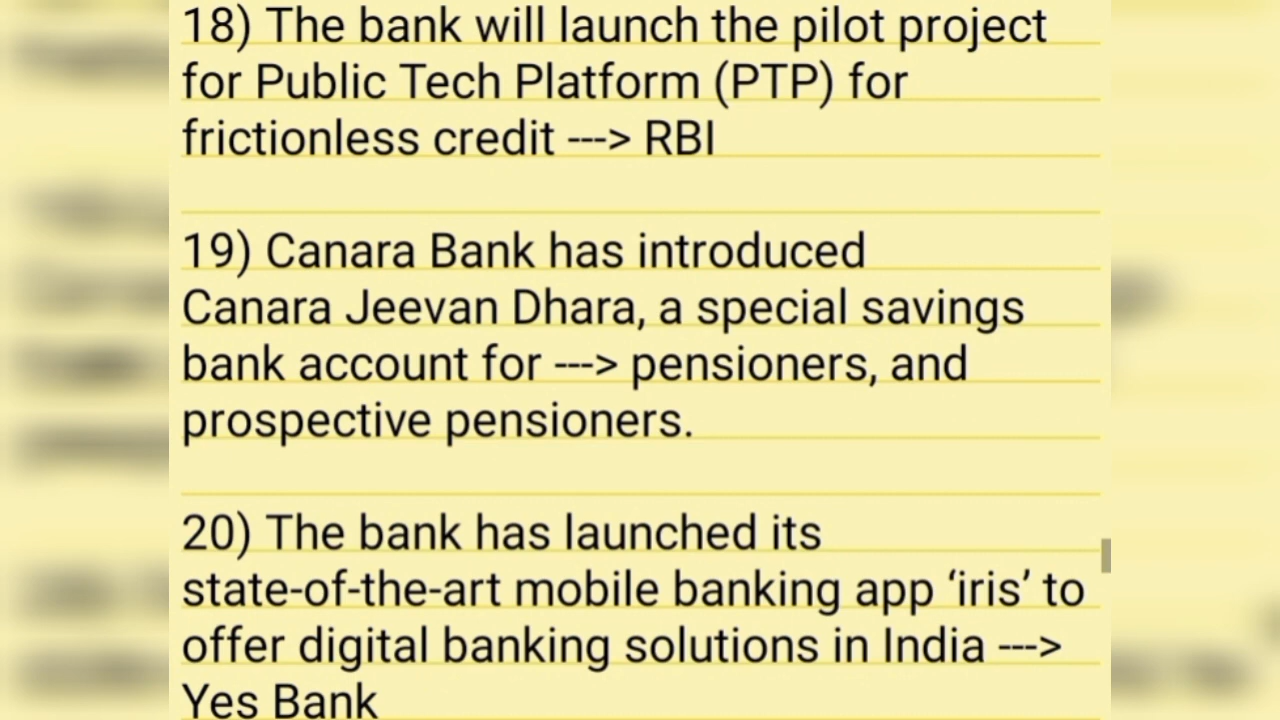 18) The bank will launch the pilot project
for Public Tech Platform (PTP) for
frictionless credit ---> RBI
19) Canara Bank has introduced
Canara Jeevan Dhara, a special savings
bank account for ---> pensioners, and
prospective pensioners.
20) The bank has launched its
state-of-the-art mobile banking app ‘iris’ to
offer digital banking solutions in India --->
Yes Bank